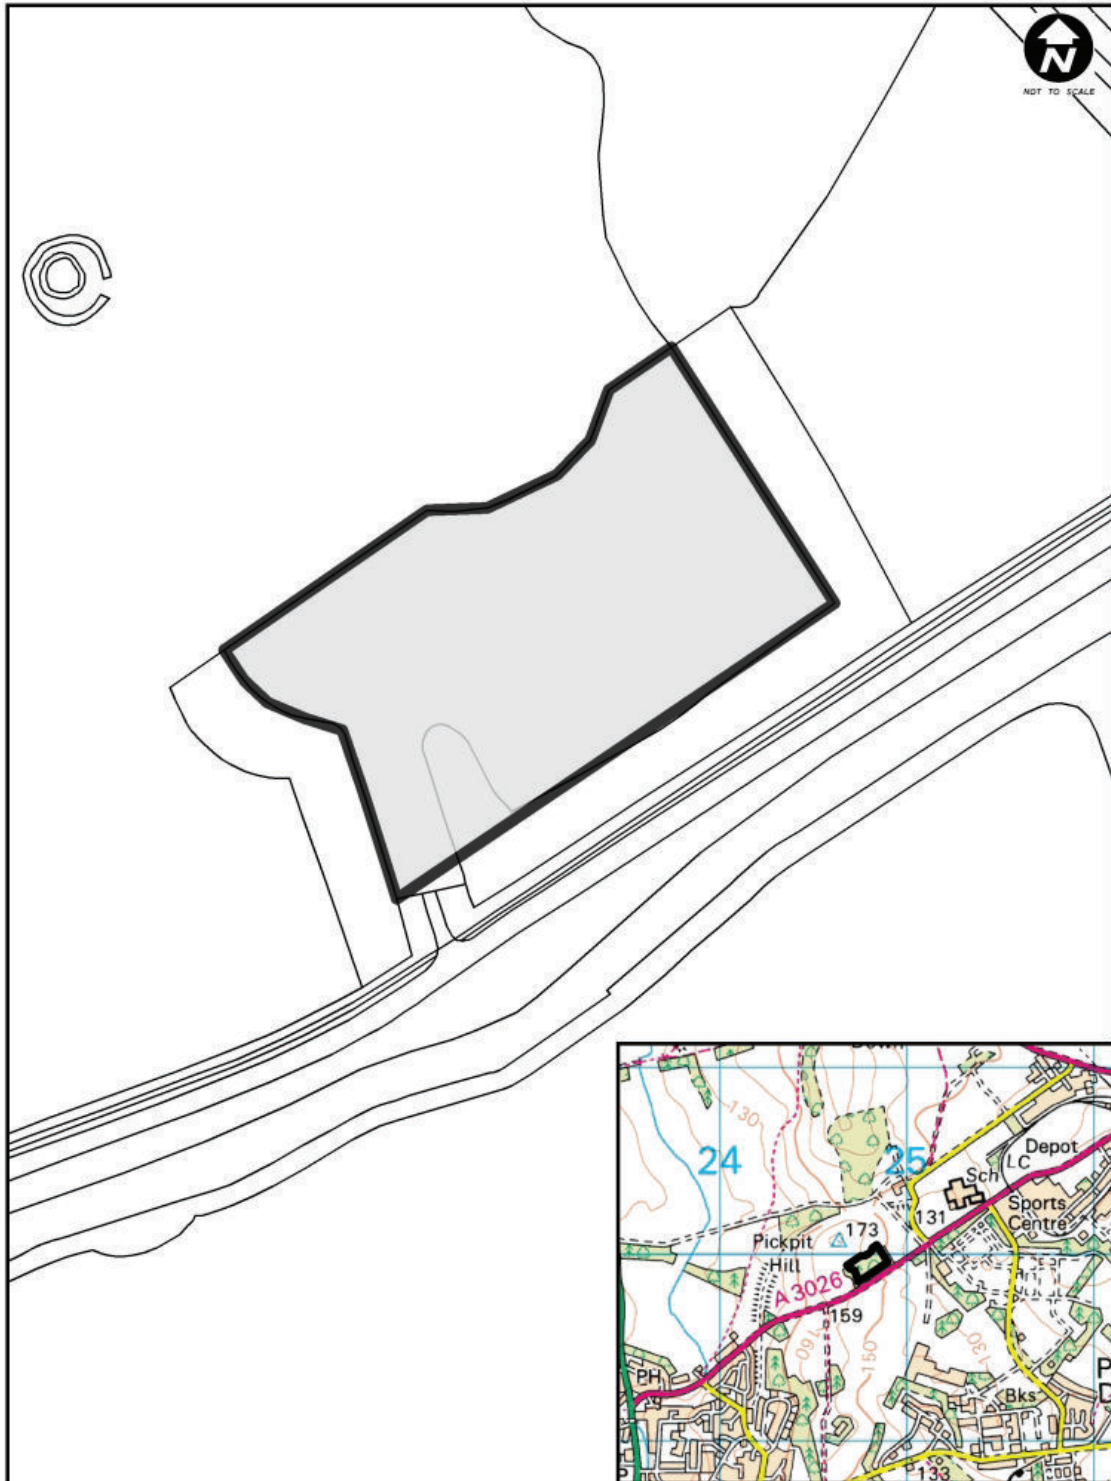 N
NOT TO SCALE
Down
130
24
25
Depot
LC
Sch
Sports
Centre
131
173
Pickpit
Hill
A 3026
159
160
150
130
PH
Bks
P
D
133